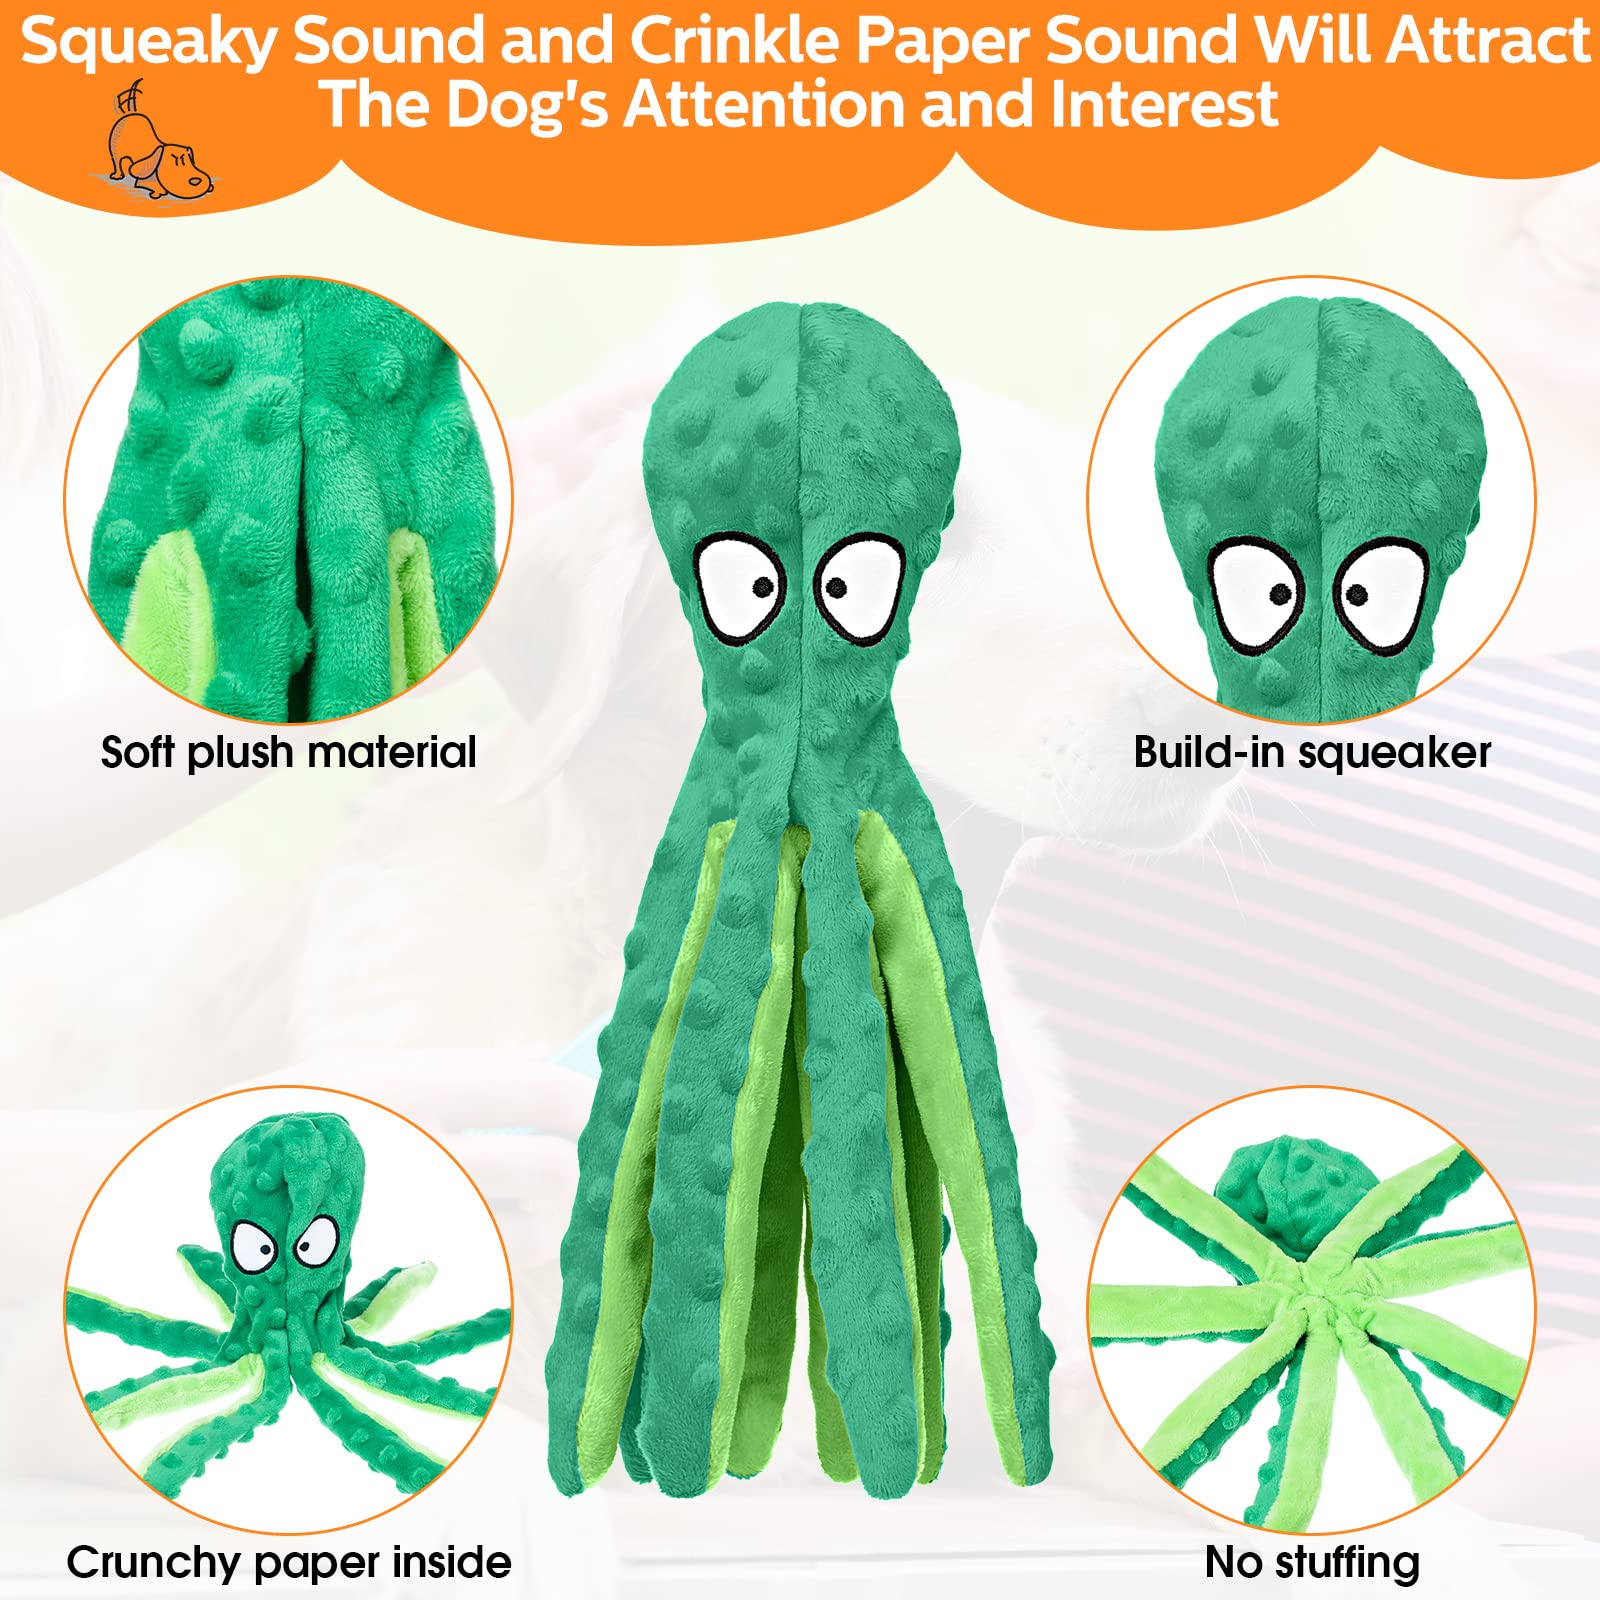 Squeaky Sound and Crinkle Paper Sound Will Attract
The Dog's Attention and Interest
Soft plush material
Build-in squeaker
Crunchy paper inside
No stuffing